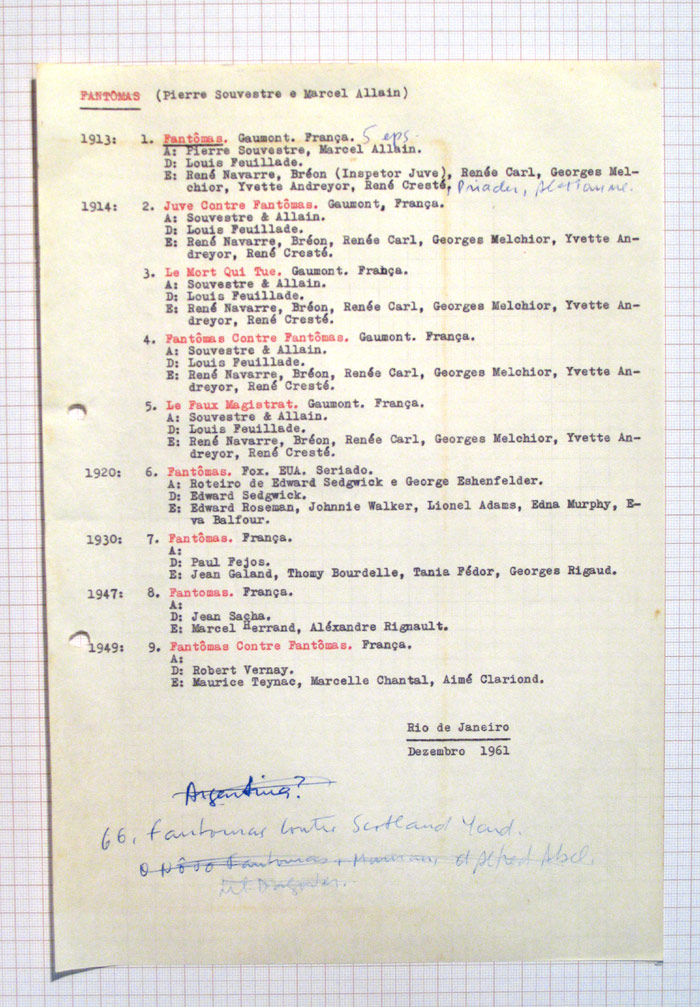 FANTÔMAS (Pierre Souvestre e Marcel Allain)
1913: 1. Fantômas. Gaumont. França. 5 eps.
A: Pierre Souvestre, Marcel Allain.
D: Louis Feuillade.
E: René Navarre, Bréon (Inspetor Juve), Renée Carl, Georges Mel-
chior, Yvette Andreyor, René Cresté,
1914: 2. Juve Contre Fantômas. Gaumont, França.
A: Souvestre & Allain.
D: Louis Feuillade.
E: René Navarre, Bréon, Renée Carl, Georges Melchior, Yvette An-
dreyor, René Cresté.
3. Le Mort Qui Tue. Gaumont. França.
A: Souvestre & Allain.
D: Louis Feuillade.
E: René Navarre, Bréon, Renée Carl, Georges Melchior, Yvette An-
dreyor, René Cresté.
4. Fantômas Contre Fantômas. Gaumont. França.
A: Souvestre & Allain.
D: Louis Feuillade.
E: René Navarre, Bréon, Renée Carl, Georges Melchior, Yvette An-
dreyor, René Cresté.
5. Le Faux Magistrat. Gaumont. França.
A: Souvestre & Allain.
D: Louis Feuillade.
E: René Navarre, Bréon, Renée Carl, Georges Melchior, Yvette An-
dreyor, René Cresté.
1920: 6. Fantômas. Fox. EUA. Seriado.
A: Roteiro de Edward Sedgwick e George Eshenfelder.
D: Edward Sedgwick.
E: Edward Roseman, Johnnie Walker, Lionel Adams, Edna Murphy, E-
va Balfour.
1930: 7. Fantômas. França.
A:
D: Paul Fejos.
E: Jean Galand, Thomy Bourdelle, Tania Fédor, Georges Rigaud.
1947: 8. Fantomas. França.
A:
D: Jean Sacha.
E: Marcel Herrand, Aléxandre Rignault.
1949: 9. Fantômas Contre Fantômas. França.
A:
D: Robert Vernay.
E: Maurice Teynac, Marcelle Chantal, Aimé Clariond.
Rio de Janeiro
Dezembro 1961
Argentina?
66. Fantomas Contra Scotland Yard.
O Nôvo Fantomas Alfred Abel.